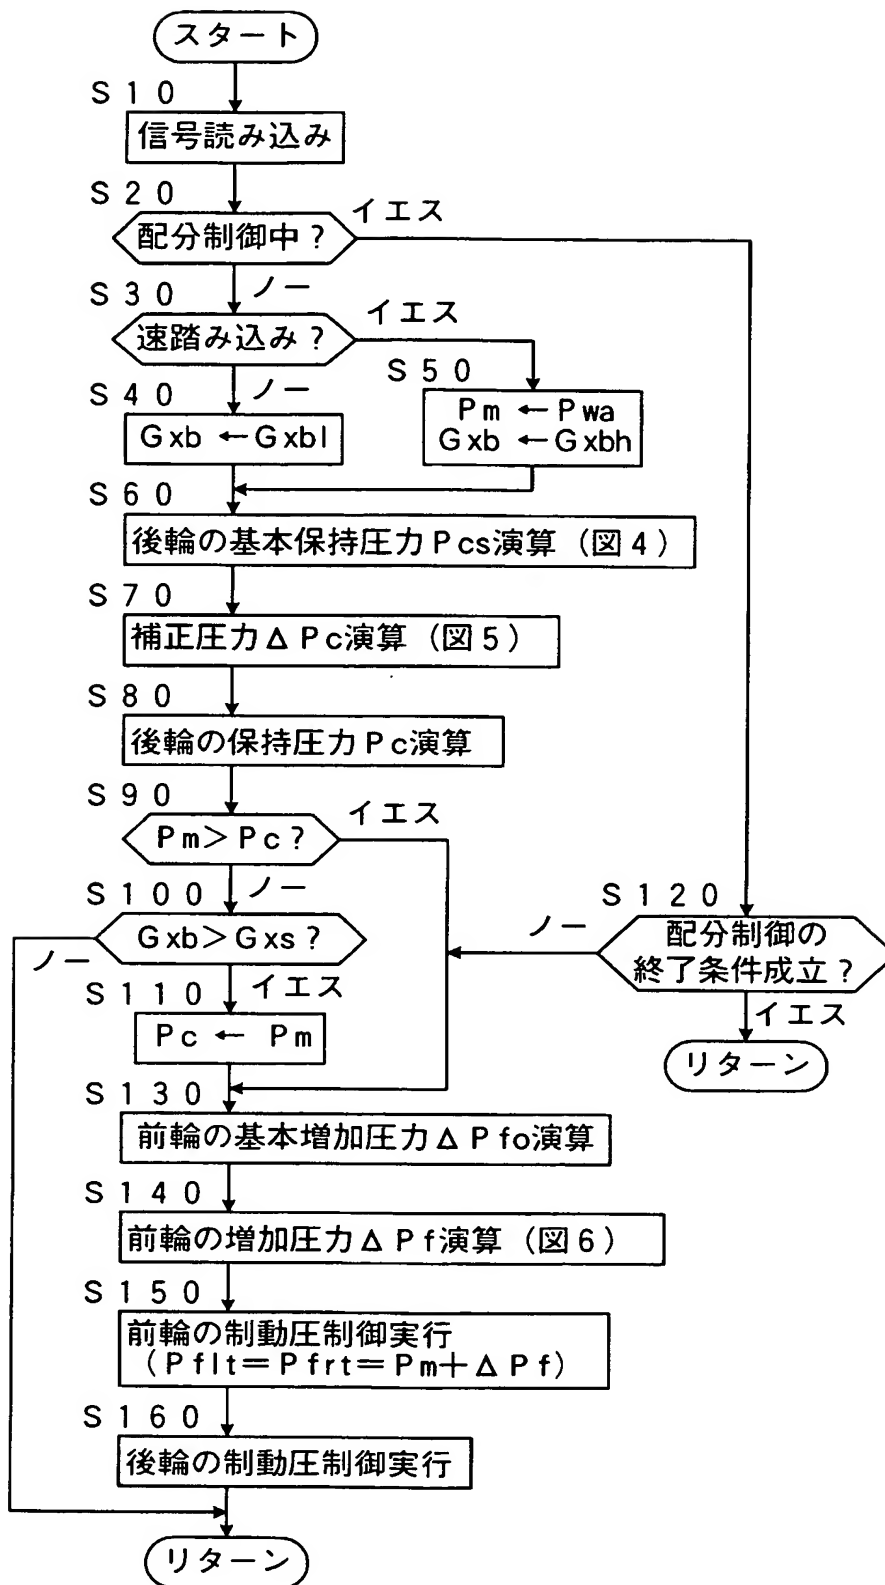 スタート
S10
信号読み込み
S20
配分制御中？
イエス
ノー
S30
速踏み込み？
イエス
ノー
S40
Gxb ← Gxbl
S50
Pm ← Pwa
Gxb ← Gxbh
S60
後輪の基本保持圧力Pcs演算（図4）
S70
補正圧力ΔPc演算（図5）
S80
後輪の保持圧力Pc演算
S90
Pm＞Pc？
イエス
ノー
S100
Gxb＞Gxs？
ノー
イエス
S110
Pc ← Pm
S120
配分制御の
終了条件成立？
ノー
イエス
リターン
S130
前輪の基本増加圧力ΔPfo演算
S140
前輪の増加圧力ΔPf演算（図6）
S150
前輪の制動圧制御実行
（Pflt＝Pfrt＝Pm＋ΔPf）
S160
後輪の制動圧制御実行
リターン